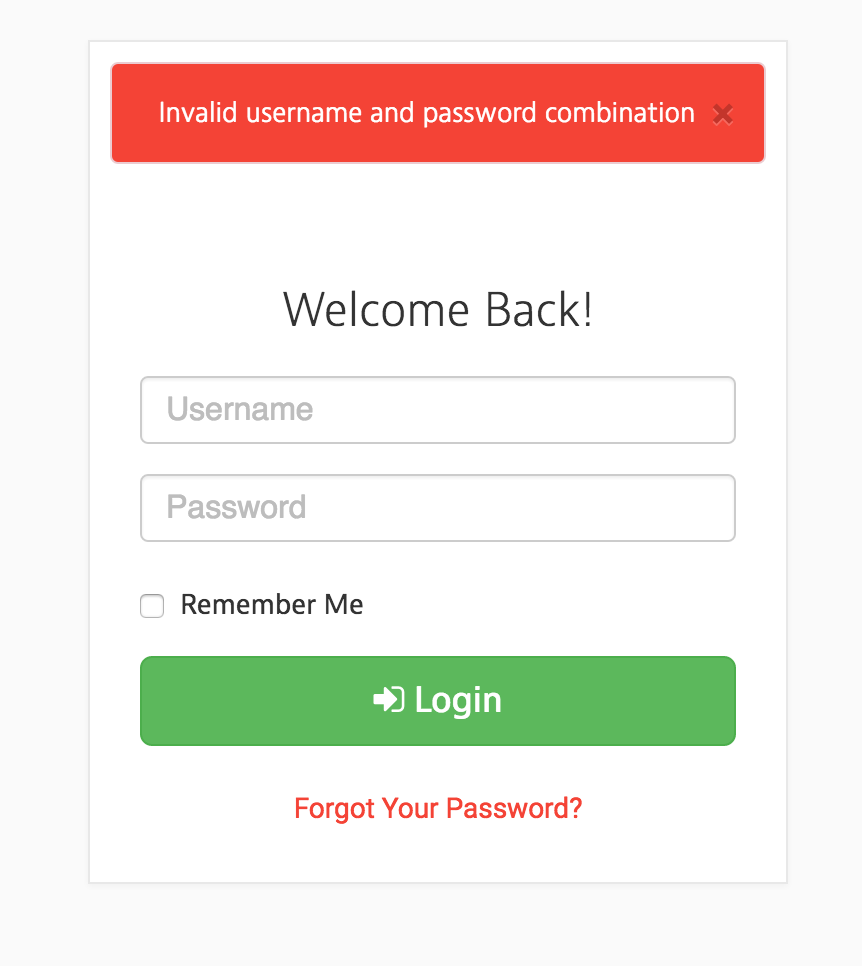 Invalid username and password combination ×
Welcome Back!
Username
Password
Remember Me
Login
Forgot Your Password?